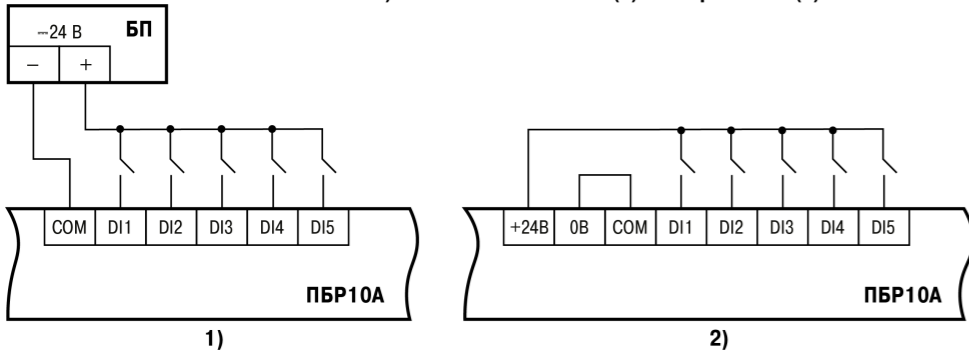 ⎓24 В БП
− +
COM DI1 DI2 DI3 DI4 DI5
ПБР10А
1)
+24В 0В COM DI1 DI2 DI3 DI4 DI5
ПБР10А
2)